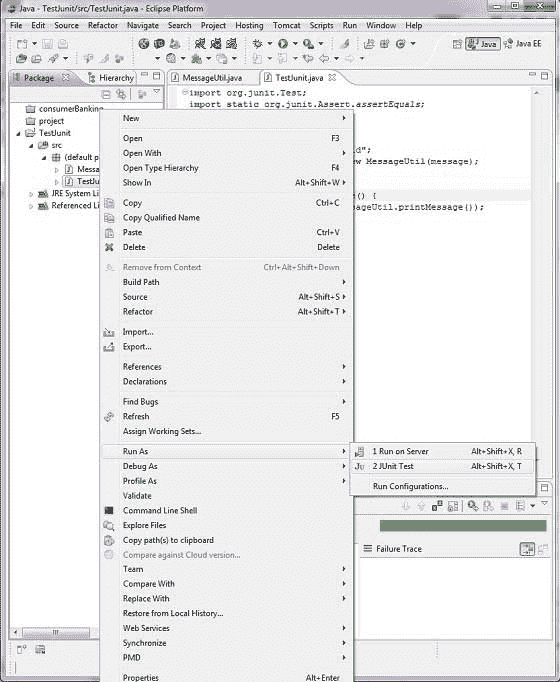 Java - TestJunit/src/TestJunit.java - Eclipse Platform
File Edit Source Refactor Navigate Search Project Hosting Tomcat Scripts Run Window Help
Java Java EE
Package Hierarchy
MessageUtil.java TestJunit.java
consumerBanking
project
TestJunit
src
(default p
Messa
TestJu
JRE System Li
Referenced Li
import org.junit.Test;
import static org.junit.Assert.assertEquals;
ld";
ew MessageUtil(message);
() {
sageUtil.printMessage());
New
Open F3
Open With
Open Type Hierarchy F4
Show In Alt+Shift+W
Copy Ctrl+C
Copy Qualified Name
Paste Ctrl+V
Delete Delete
Remove from Context Ctrl+Alt+Shift+Down
Build Path
Source Alt+Shift+S
Refactor Alt+Shift+T
Import...
Export...
References
Declarations
Find Bugs
Refresh F5
Assign Working Sets...
Run As
Debug As
Profile As
Validate
Command Line Shell
Explore Files
Copy path(s) to clipboard
Compare against Cloud version...
Team
Compare With
Replace With
Restore from Local History...
Web Services
Synchronize
PMD
Properties Alt+Enter
1 Run on Server Alt+Shift+X, R
Ju 2 JUnit Test Alt+Shift+X, T
Run Configurations...
Failure Trace